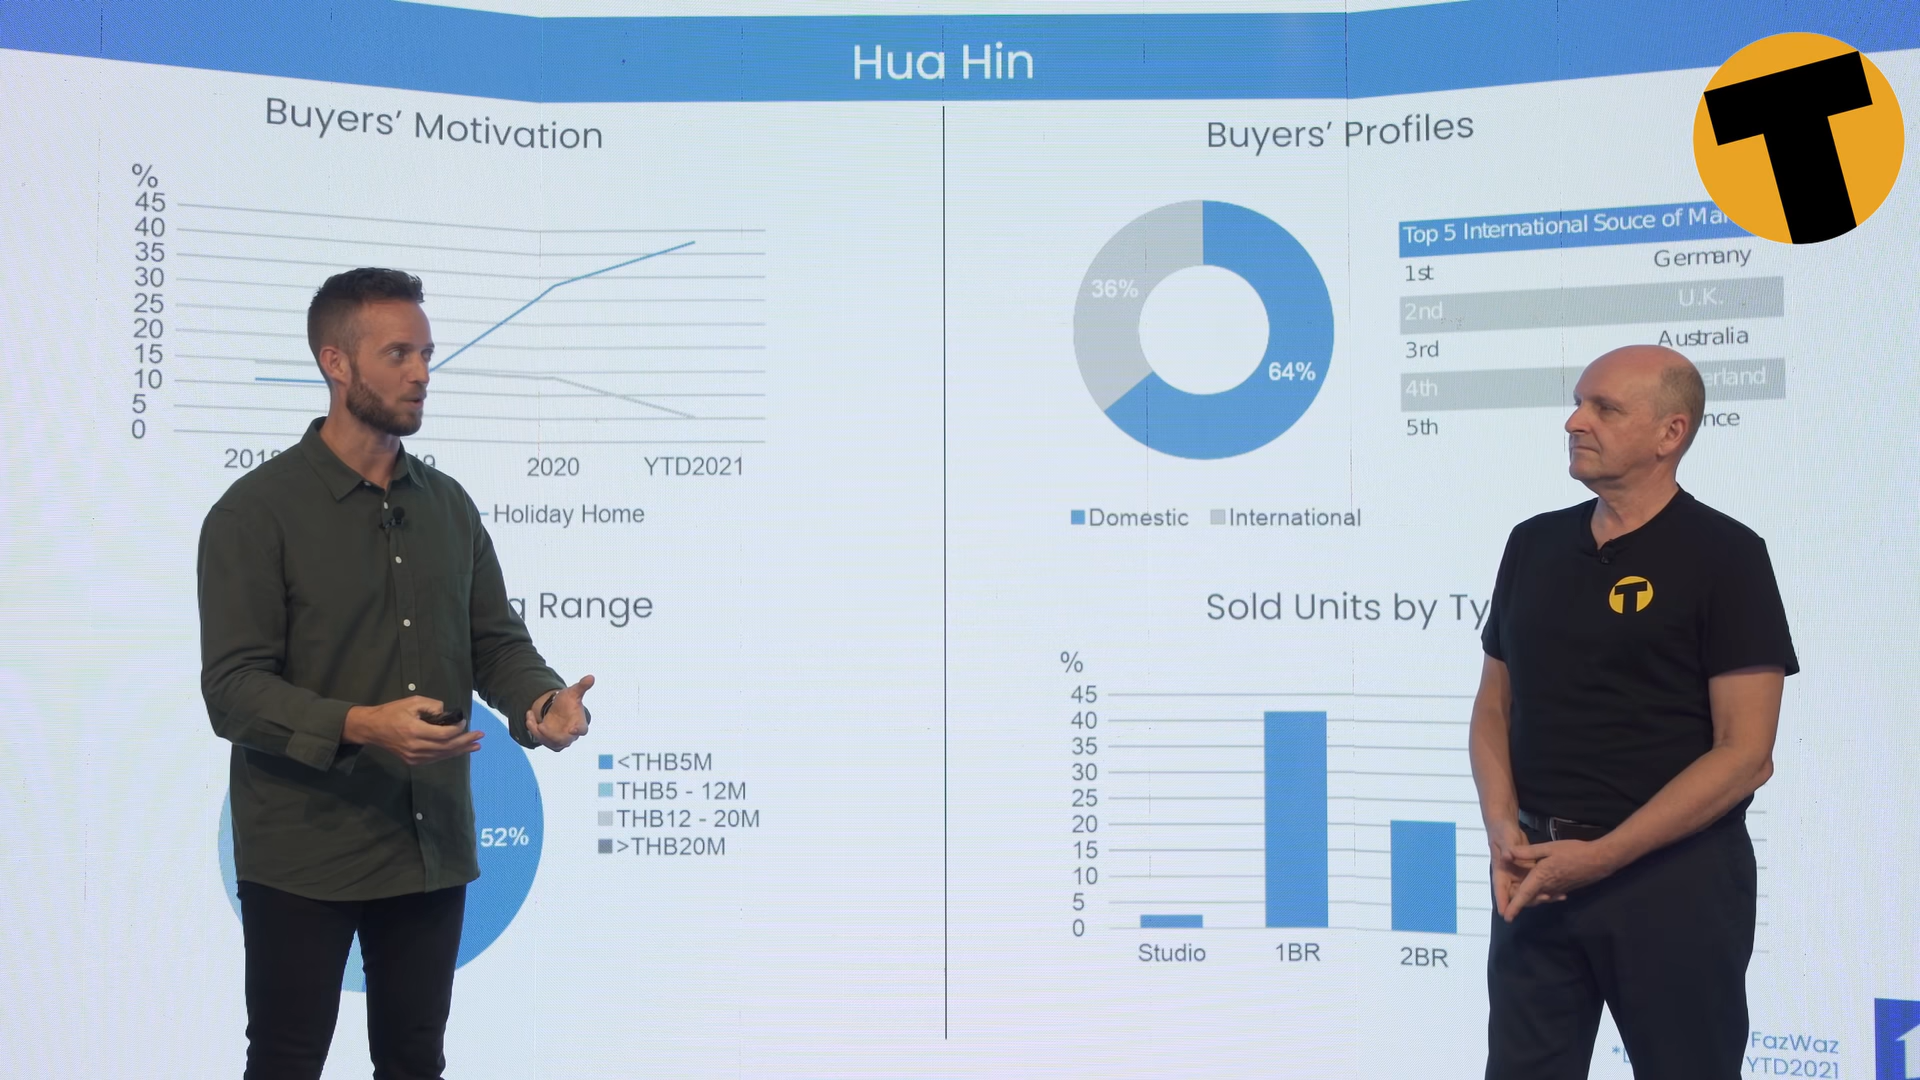 Hua Hin
Buyers’ Motivation
%
45
40
35
30
25
20
15
10
5
0
2020
YTD2021
Holiday Home
Buyers’ Profiles
36%
64%
Domestic
International
Top 5 International Souce of
1st Germany
2nd U.K.
3rd Australia
4th
5th
Range
52%
<THB5M
THB5 - 12M
THB12 - 20M
>THB20M
Sold Units by
%
45
40
35
30
25
20
15
10
5
0
Studio
1BR
2BR
FazWaz
YTD2021
T
T